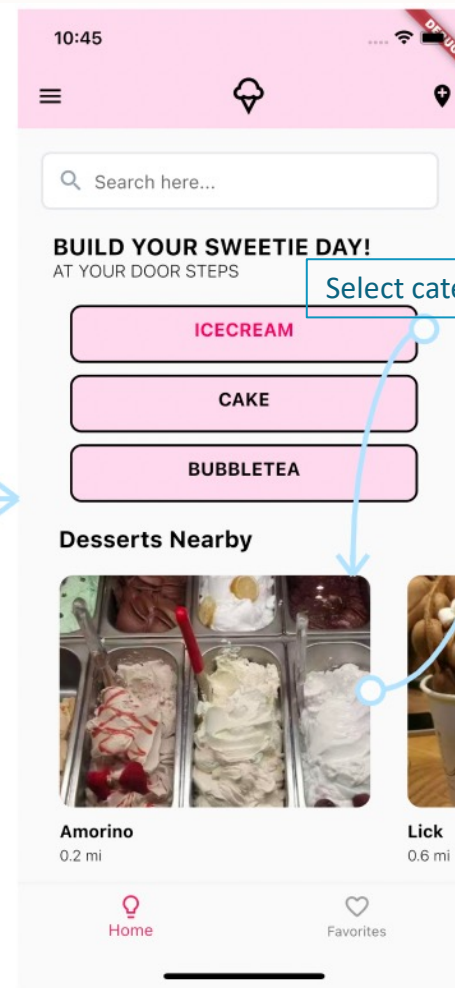 10:45
Search here...
BUILD YOUR SWEETIE DAY!
AT YOUR DOOR STEPS
Select cate
ICECREAM
CAKE
BUBBLETEA
Desserts Nearby
Amorino
0.2 mi
Lick
0.6 mi
Home
Favorites